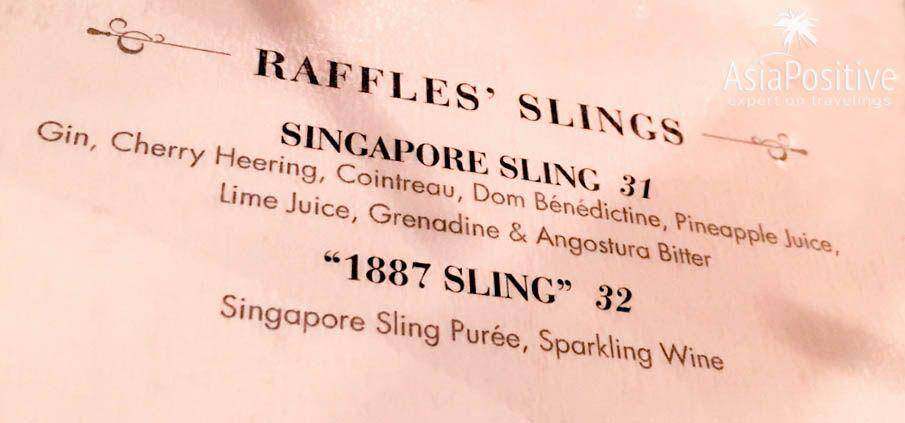 AsiaPositive
expert on travelings
RAFFLES’ SLINGS
SINGAPORE SLING 31
Gin, Cherry Heering, Cointreau, Dom Bénédictine, Pineapple Juice,
Lime Juice, Grenadine & Angostura Bitter
“1887 SLING” 32
Singapore Sling Purée, Sparkling Wine